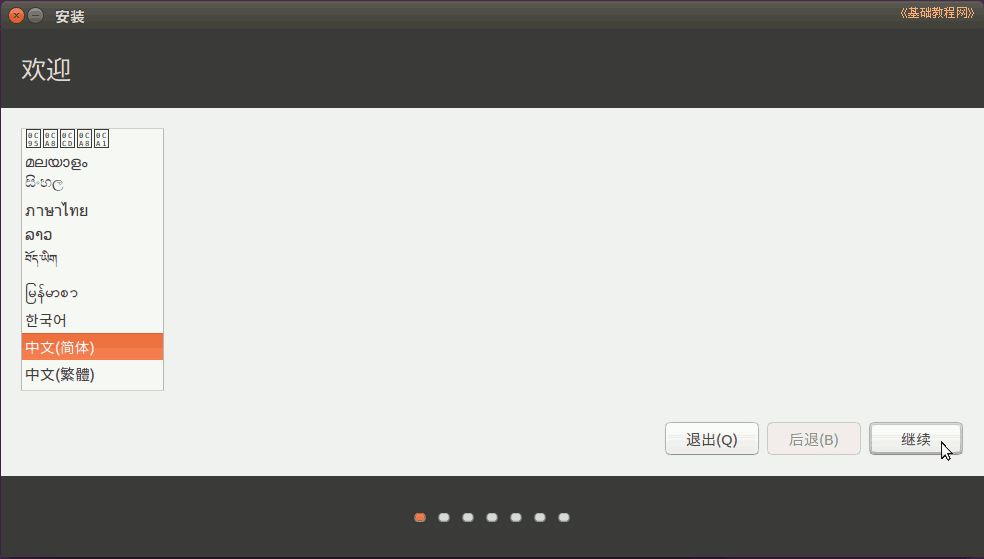 安装
《基础教程网》
欢迎
മലയാളം
සිංහල
ภาษาไทย
ລາວ
བོད་ཡིག
မြန်မာစာ
한국어
中文(简体)
中文(繁體)
退出(Q)
后退(B)
继续